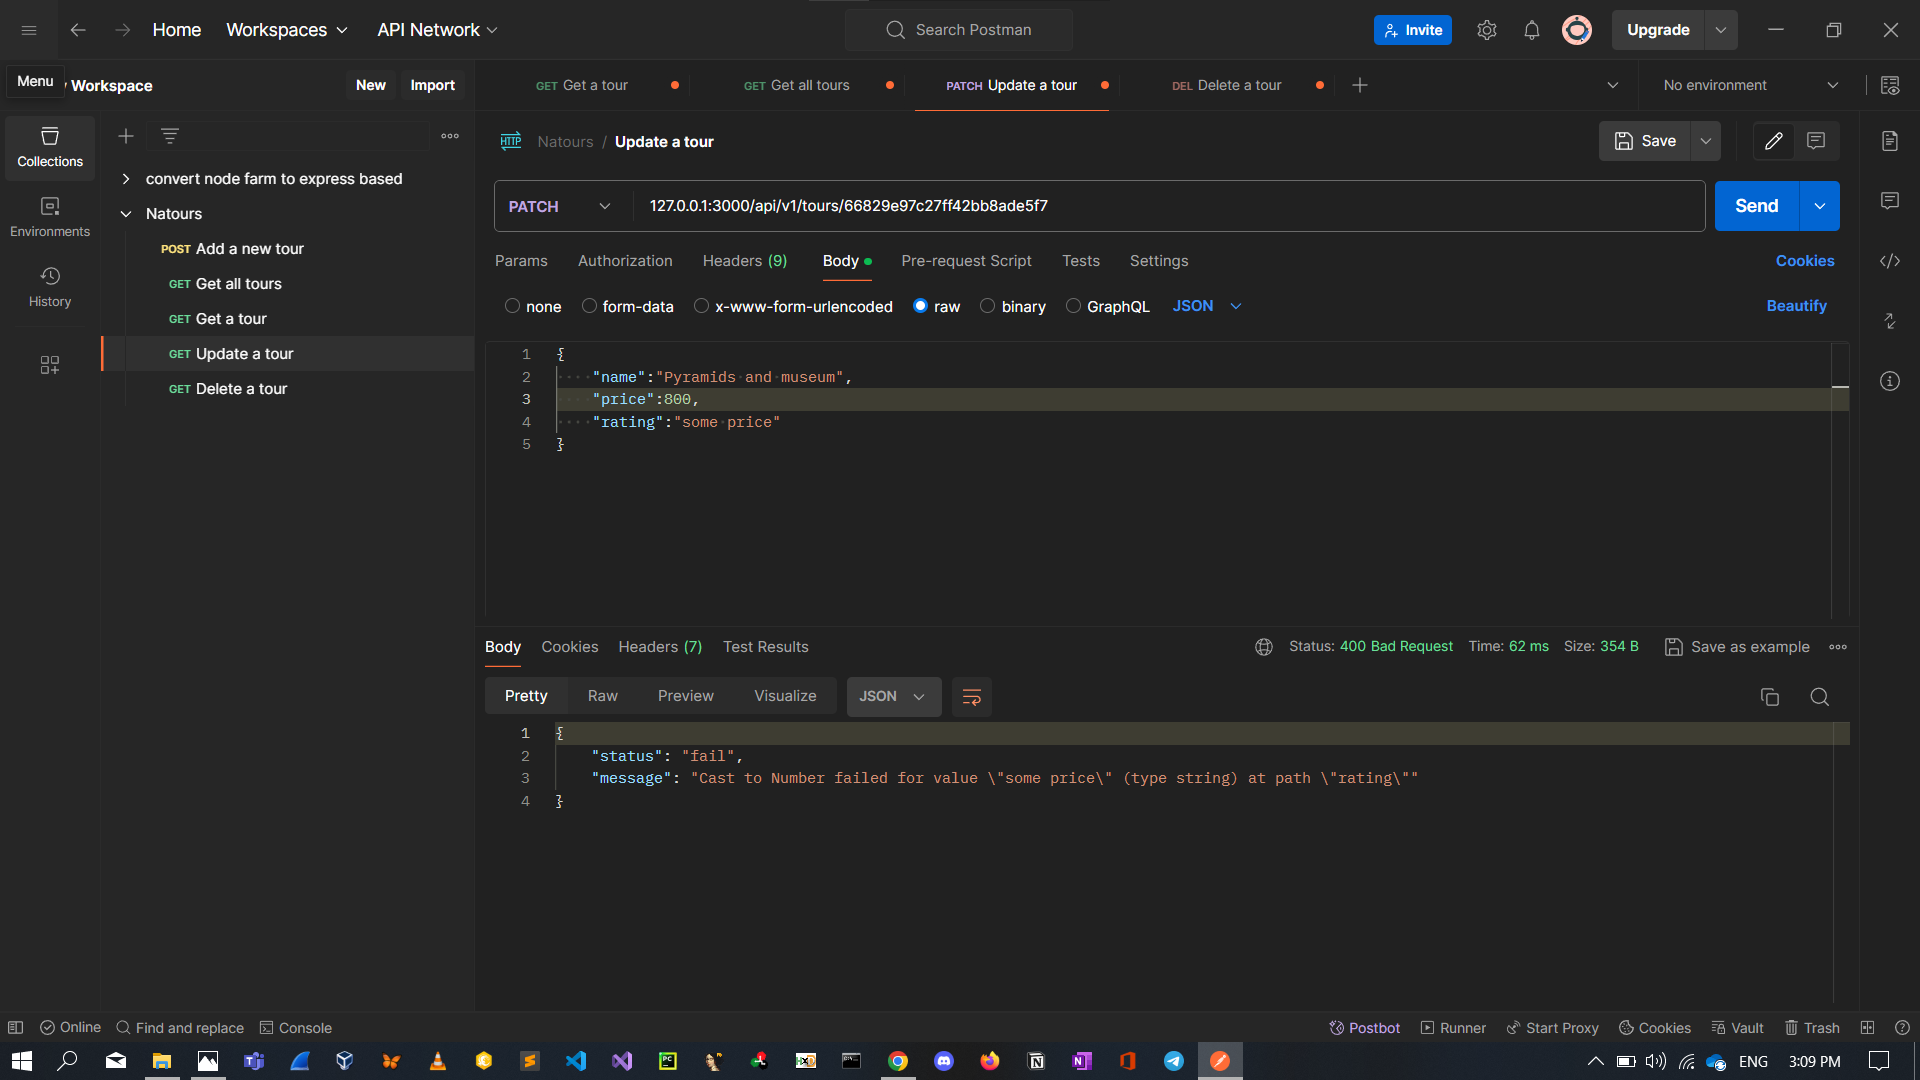 Home
Workspaces
API Network
Search Postman
Invite
Upgrade
Menu
Workspace
New
Import
GET Get a tour
GET Get all tours
PATCH Update a tour
DEL Delete a tour
No environment
Collections
Environments
History
convert node farm to express based
Natours
POST Add a new tour
GET Get all tours
GET Get a tour
GET Update a tour
GET Delete a tour
HTTP Natours / Update a tour
Save
PATCH
127.0.0.1:3000/api/v1/tours/66829e97c27ff42bb8ade5f7
Send
Params
Authorization
Headers (9)
Body
Pre-request Script
Tests
Settings
Cookies
none
form-data
x-www-form-urlencoded
raw
binary
GraphQL
JSON
Beautify
1 {
2 "name":"Pyramids and museum",
3 "price":800,
4 "rating":"some price"
5 }
Body
Cookies
Headers (7)
Test Results
Status: 400 Bad Request
Time: 62 ms
Size: 354 B
Save as example
Pretty
Raw
Preview
Visualize
JSON
1 {
2 "status": "fail",
3 "message": "Cast to Number failed for value \"some price\" (type string) at path \"rating\""
4 }
Online
Find and replace
Console
Postbot
Runner
Start Proxy
Cookies
Vault
Trash
ENG
3:09 PM